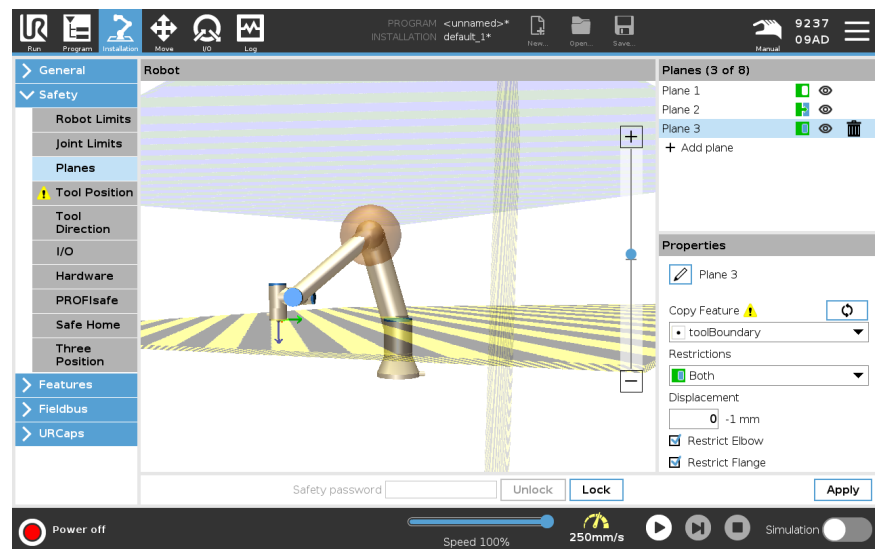 PROGRAM <unnamed>*
INSTALLATION default_1*
Run
Program
Installation
Move
I/O
Log
New...
Open...
Save...
Manual
9237
09AD
General
Safety
Robot Limits
Joint Limits
Planes
Tool Position
Tool
Direction
I/O
Hardware
PROFIsafe
Safe Home
Three
Position
Features
Fieldbus
URCaps
Robot
Safety password
Unlock
Lock
Planes (3 of 8)
Plane 1
Plane 2
Plane 3
+ Add plane
Properties
Plane 3
Copy Feature
toolBoundary
Restrictions
Both
Displacement
0 -1 mm
Restrict Elbow
Restrict Flange
Apply
Power off
Speed 100%
250mm/s
Simulation